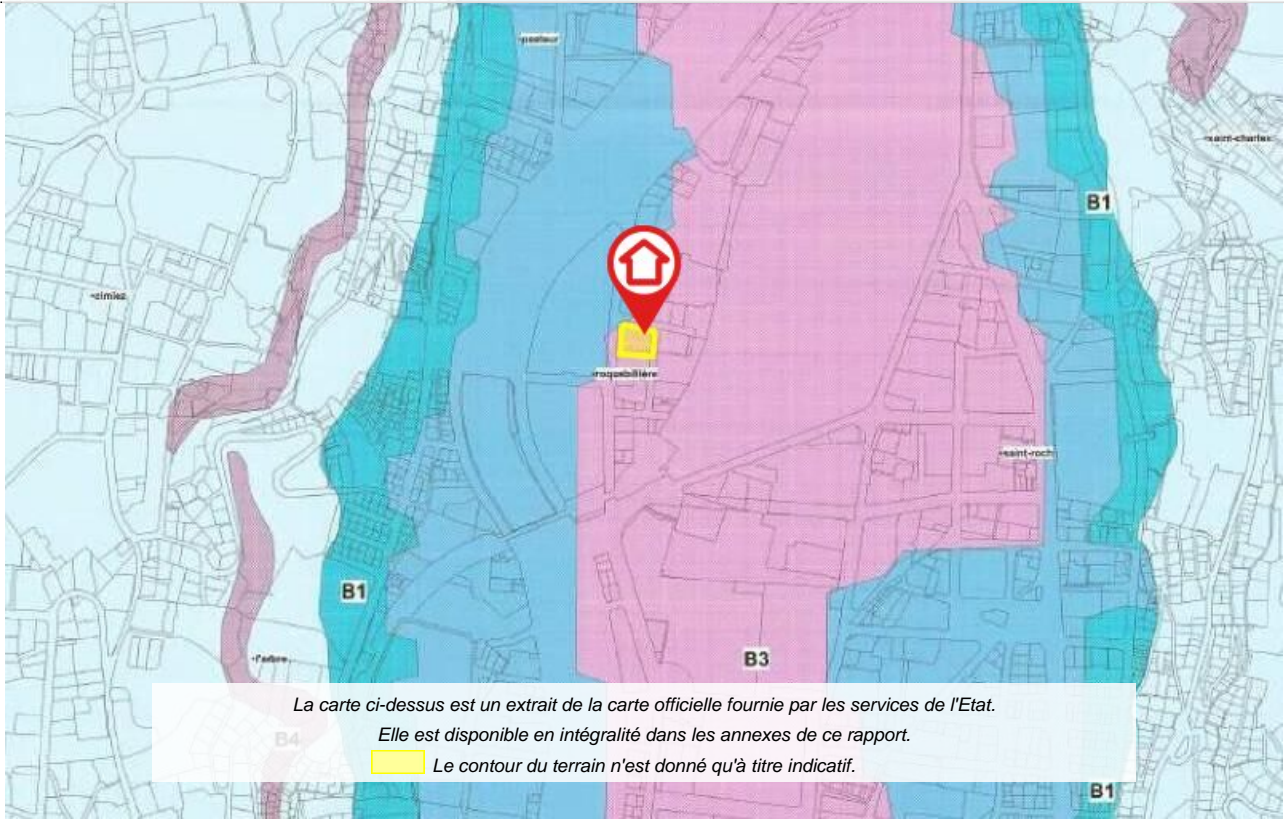 pasteur
saint-charles
B1
cimiez
roquebillière
saint-roch
B1
B3
l'arbre
La carte ci-dessus est un extrait de la carte officielle fournie par les services de l'Etat.
B4
Elle est disponible en intégralité dans les annexes de ce rapport.
Le contour du terrain n'est donné qu'à titre indicatif.
B1